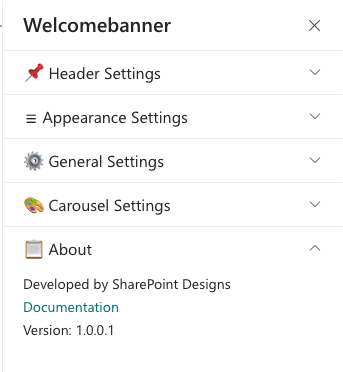 Welcomebanner
📌 Header Settings
≡ Appearance Settings
⚙️ General Settings
🎨 Carousel Settings
📋 About
Developed by SharePoint Designs
Documentation
Version: 1.0.0.1